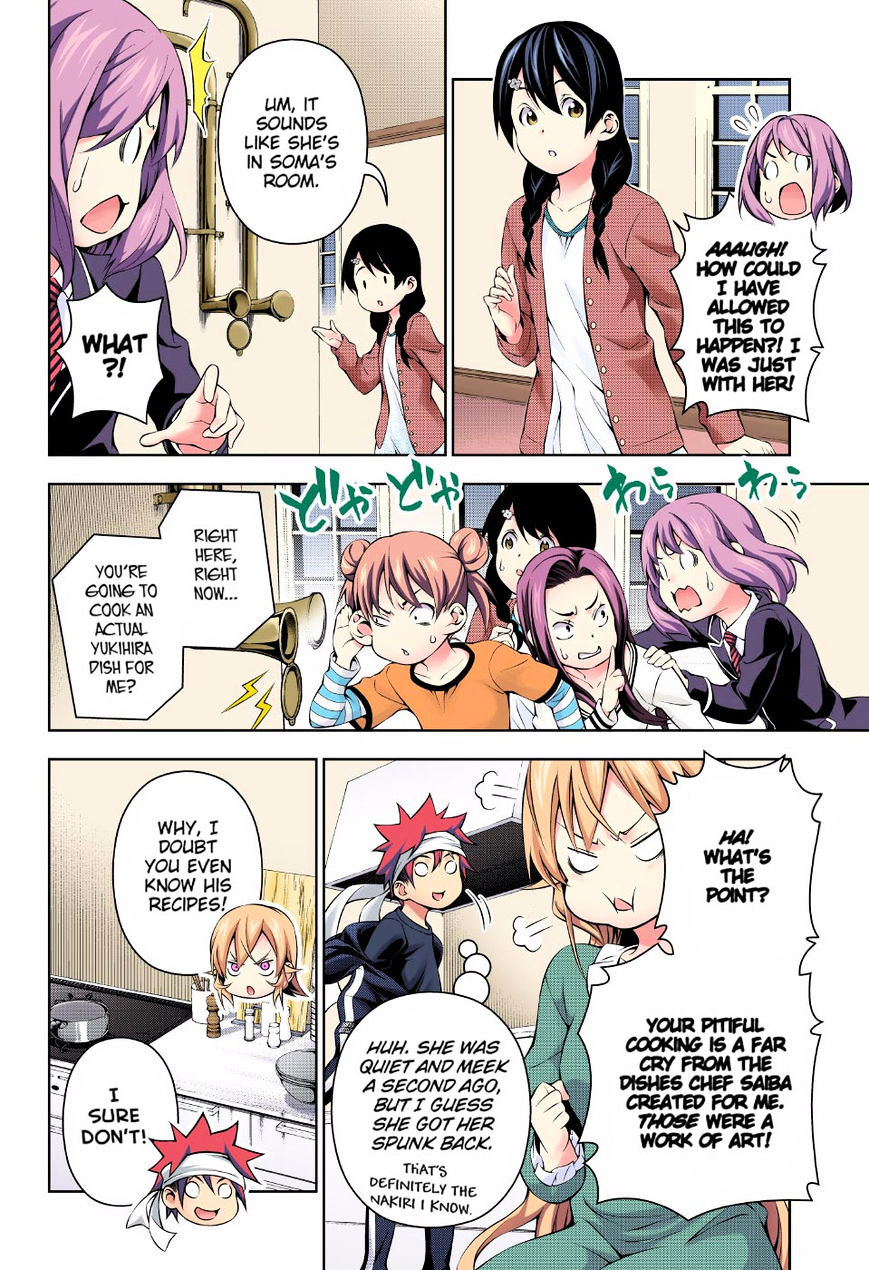 AAAUGH!
HOW COULD
I HAVE
ALLOWED
THIS TO
HAPPEN?! I
WAS JUST
WITH HER!
UM, IT
SOUNDS
LIKE SHE'S
IN SOMA'S
ROOM.
WHAT
?!
わら
わら
どや
どや
RIGHT
HERE,
RIGHT
NOW...
YOU'RE
GOING TO
COOK AN
ACTUAL
YUKIHIRA
DISH FOR
ME?
HA!
WHAT'S
THE
POINT?
YOUR PITIFUL
COOKING IS A FAR
CRY FROM THE
DISHES CHEF SAIBA
CREATED FOR ME.
THOSE WERE A
WORK OF ART!
HUH. SHE WAS
QUIET AND MEEK
A SECOND AGO,
BUT I GUESS
SHE GOT HER
SPUNK BACK.
THAT'S
DEFINITELY THE
NAKIRI I KNOW.
WHY, I
DOUBT
YOU EVEN
KNOW HIS
RECIPES!
I
SURE
DON'T!